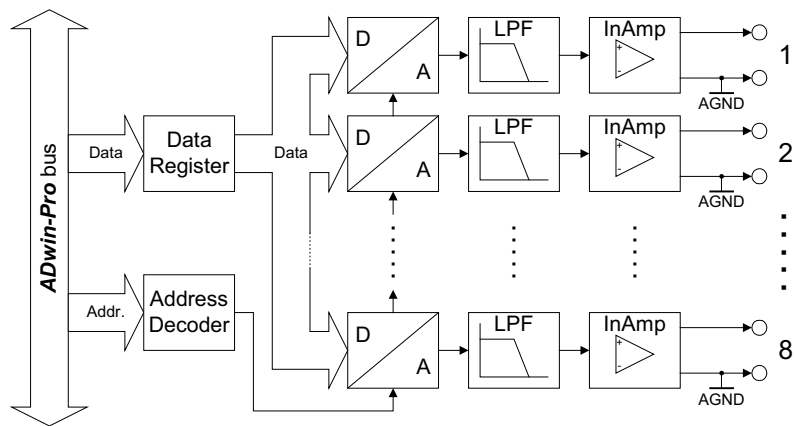 ADwin-Pro bus
Data
Data
Register
Data
Addr.
Address
Decoder
D
A
LPF
InAmp
+
-
AGND
1
D
A
LPF
InAmp
+
-
AGND
2
D
A
LPF
InAmp
+
-
AGND
8